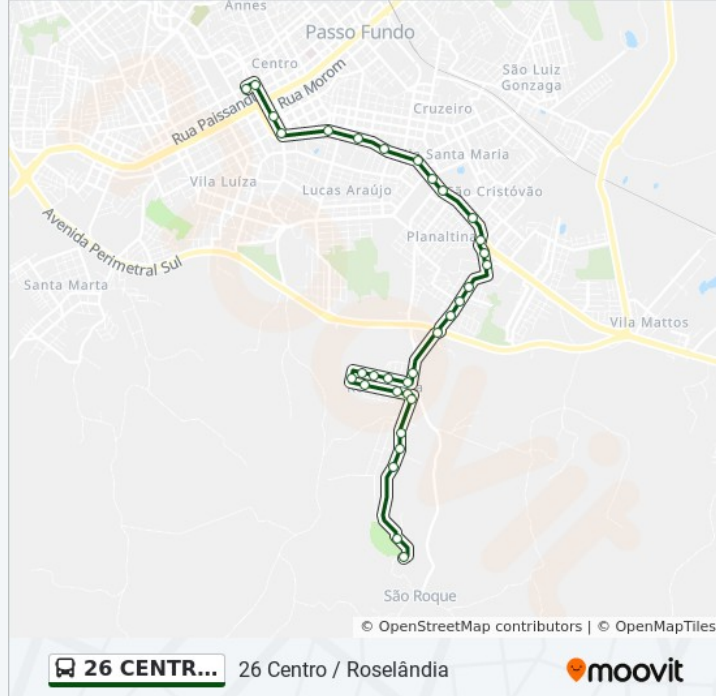 Annes
Passo Fundo
Centro
São Luiz
Gonzaga
Rua Morom
Cruzeiro
Rua Paissandu
Santa Maria
Vila Luíza
Lucas Araújo
São Cristóvão
Avenida Perimetral Sul
Planaltina
Santa Marta
Vila Mattos
São Roque
© OpenStreetMap contributors | © OpenMapTiles
26 CENTR...
26 Centro / Roselândia
moovit